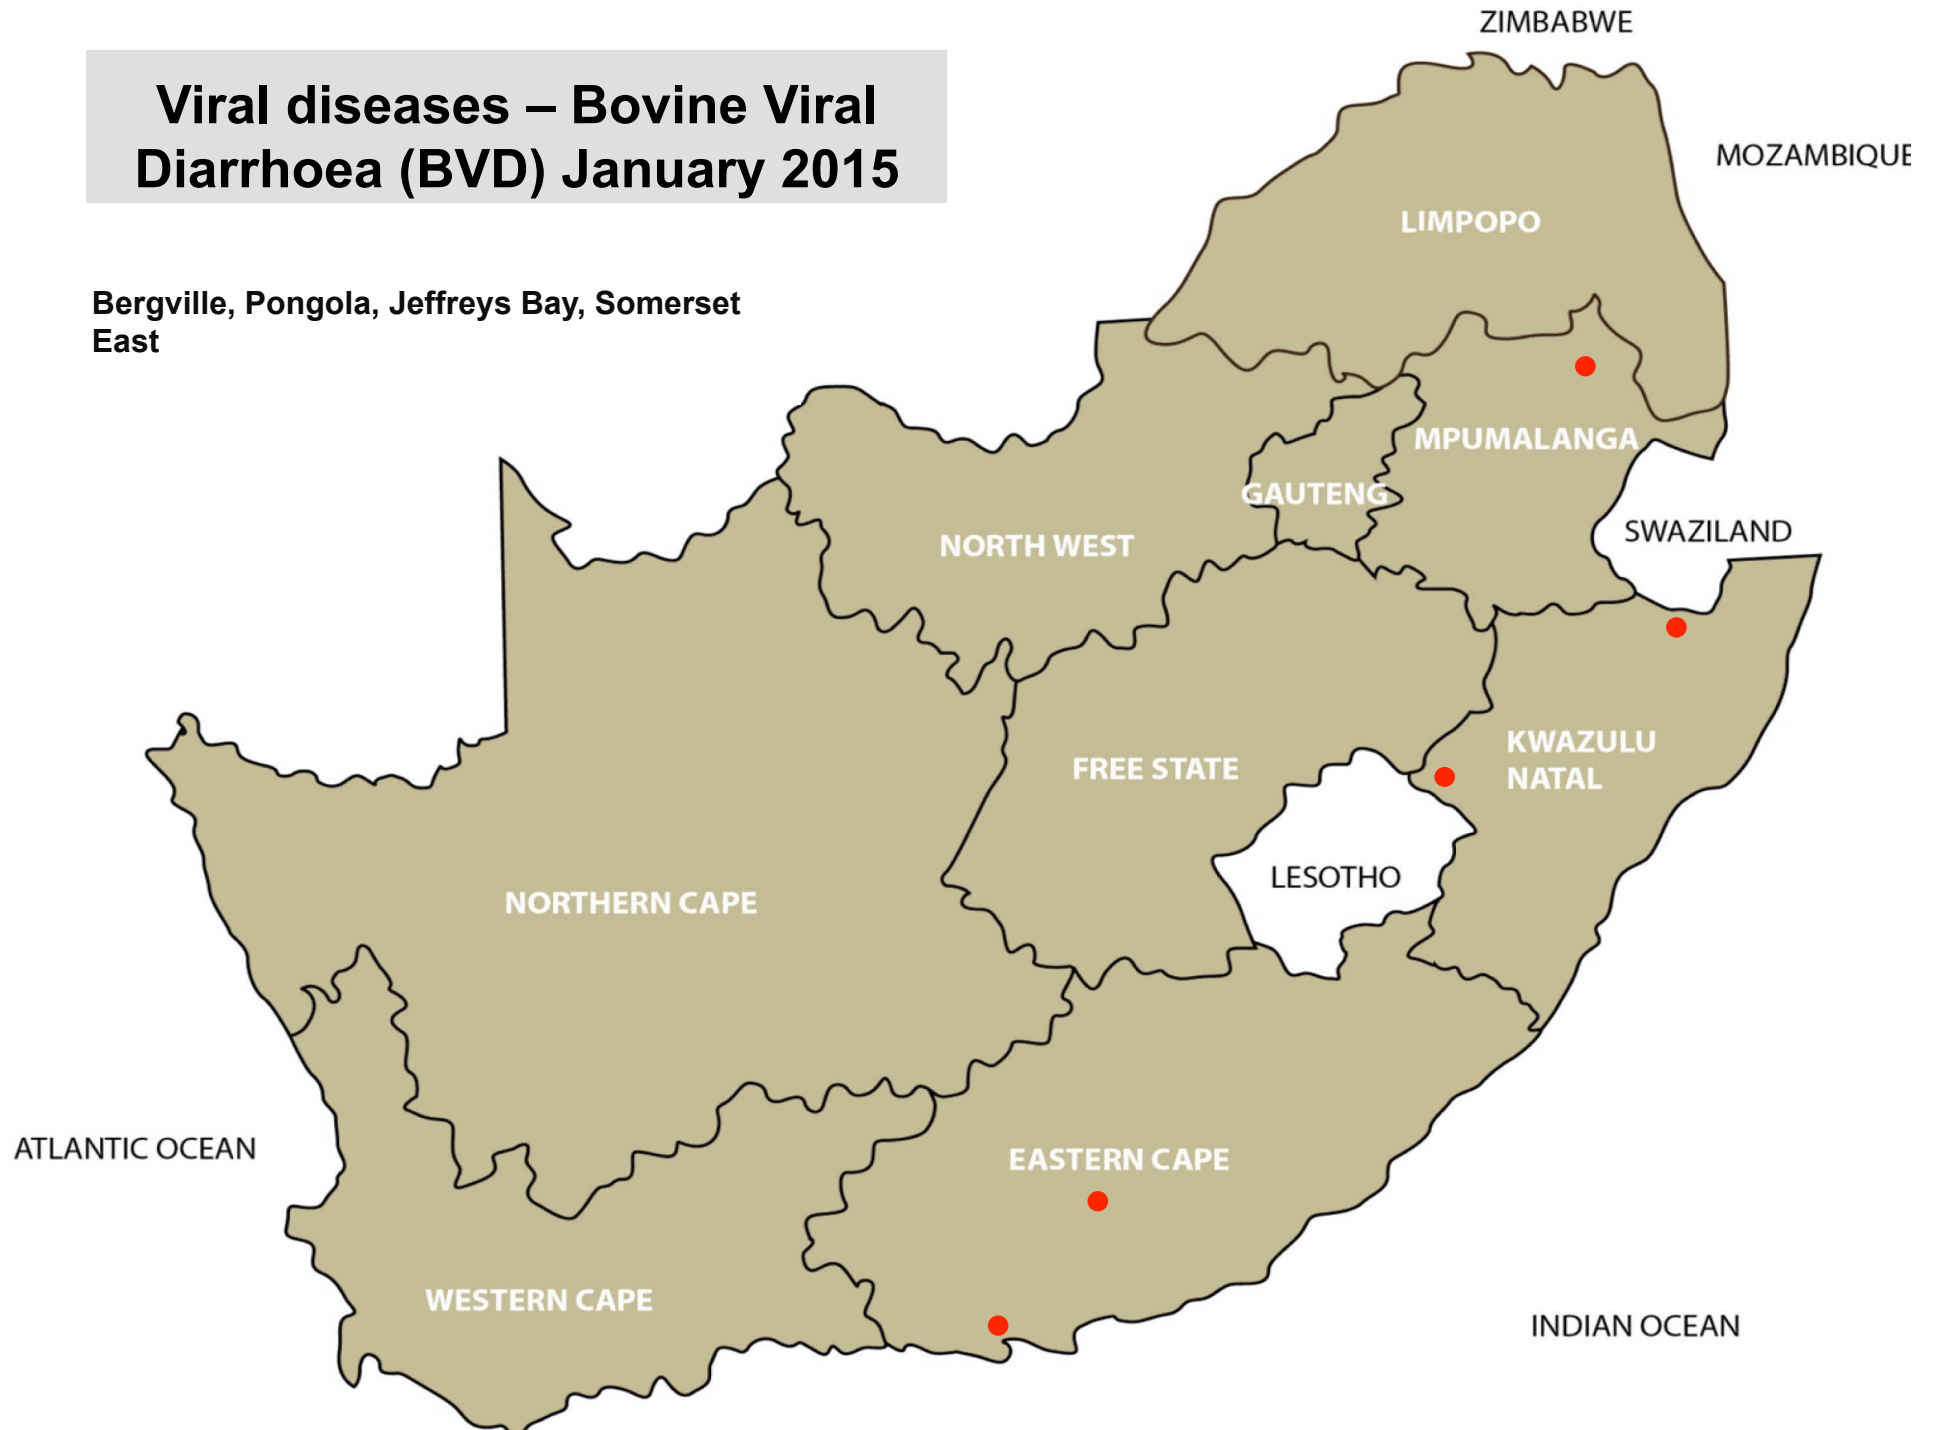 ZIMBABWE
Viral diseases – Bovine Viral
Diarrhoea (BVD) January 2015
MOZAMBIQUE
LIMPOPO
Bergville, Pongola, Jeffreys Bay, Somerset
East
MPUMALANGA
GAUTENG
SWAZILAND
NORTH WEST
KWAZULU
NATAL
FREE STATE
LESOTHO
NORTHERN CAPE
ATLANTIC OCEAN
EASTERN CAPE
WESTERN CAPE
INDIAN OCEAN